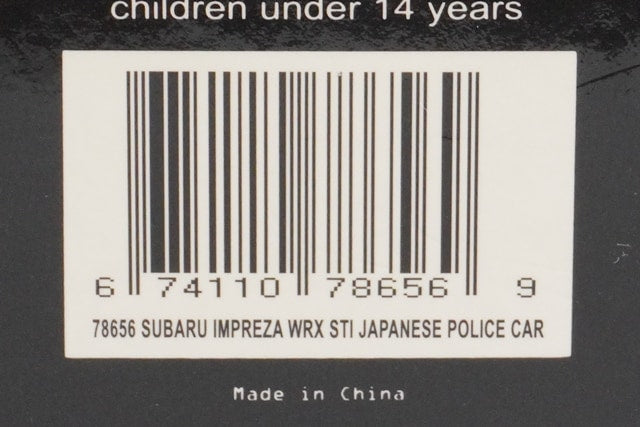 children under 14 years
6 74110 78656 9
78656 SUBARU IMPREZA WRX STI JAPANESE POLICE CAR
Made in China